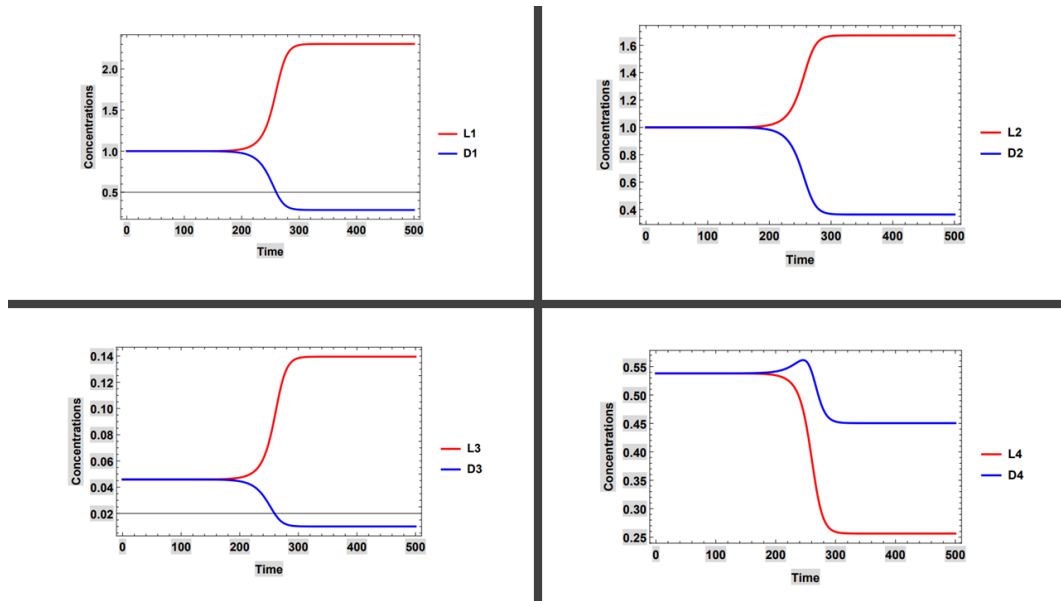 Concentrations
2.0
1.0
0.5
0 100 200 300 400 500
Time
L1
D1
Concentrations
1.6
1.4
1.2
1.0
0.8
0.6
0.4
0 100 200 300 400 500
Time
L2
D2
Concentrations
0.14
0.12
0.10
0.08
0.06
0.04
0.02
0 100 200 300 400 500
Time
L3
D3
Concentrations
0.55
0.50
0.45
0.40
0.35
0.30
0.25
0 100 200 300 400 500
Time
L4
D4